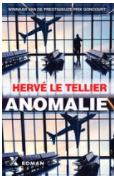 WINNAAR VAN DE PRESTIGIEUZE PRIX GONCOURT
HERVÉ LE TELLIER
ANOMALIE
ROMAN